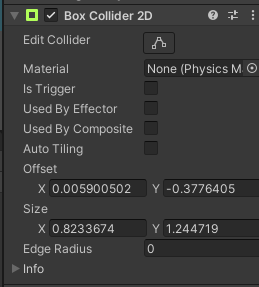 Box Collider 2D
Edit Collider
Material None (Physics M
Is Trigger
Used By Effector
Used By Composite
Auto Tiling
Offset
X 0.005900502 Y -0.3776405
Size
X 0.8233674 Y 1.244719
Edge Radius 0
Info